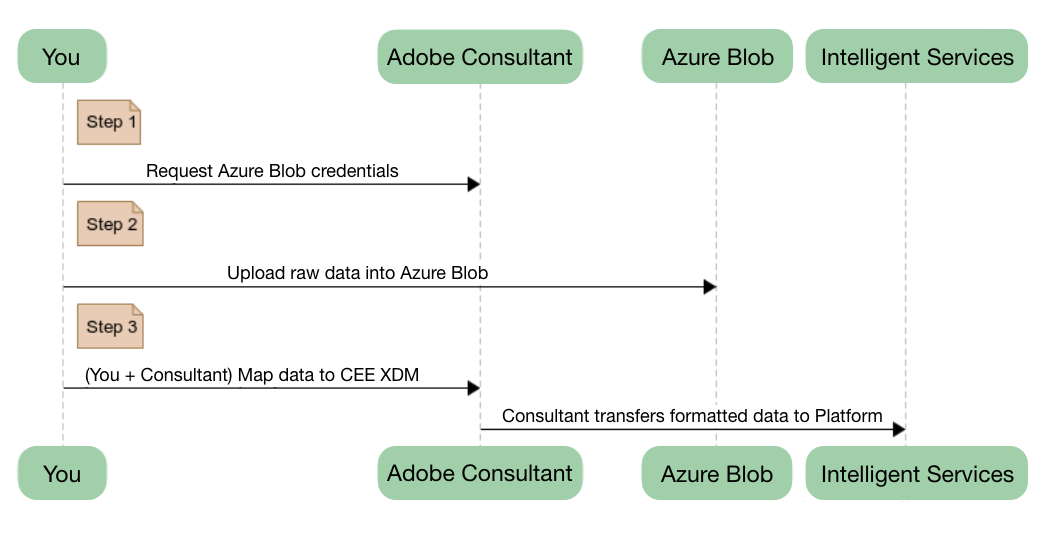 You
Adobe Consultant
Azure Blob
Intelligent Services
Step 1
Request Azure Blob credentials
Step 2
Upload raw data into Azure Blob
Step 3
(You + Consultant) Map data to CEE XDM
Consultant transfers formatted data to Platform
You
Adobe Consultant
Azure Blob
Intelligent Services